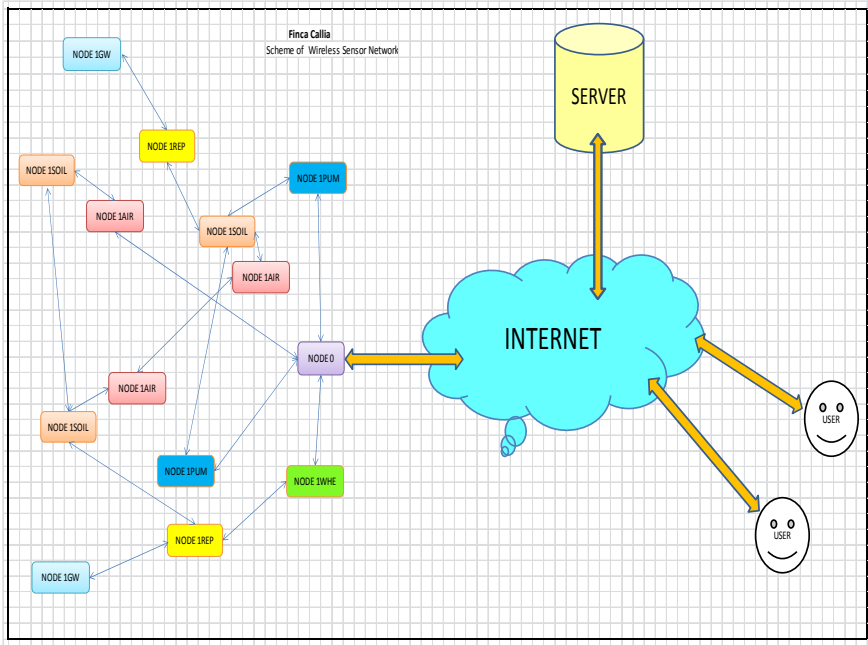 Finca Callia
Scheme of Wireless Sensor Network
NODE 1GW
SERVER
NODE 1REP
NODE 1SOIL
NODE 1PUM
NODE 1AIR
NODE 1SOIL
NODE 1AIR
INTERNET
NODE 0
NODE 1AIR
USER
NODE 1SOIL
NODE 1PUM
NODE 1WHE
USER
NODE 1REP
NODE 1GW